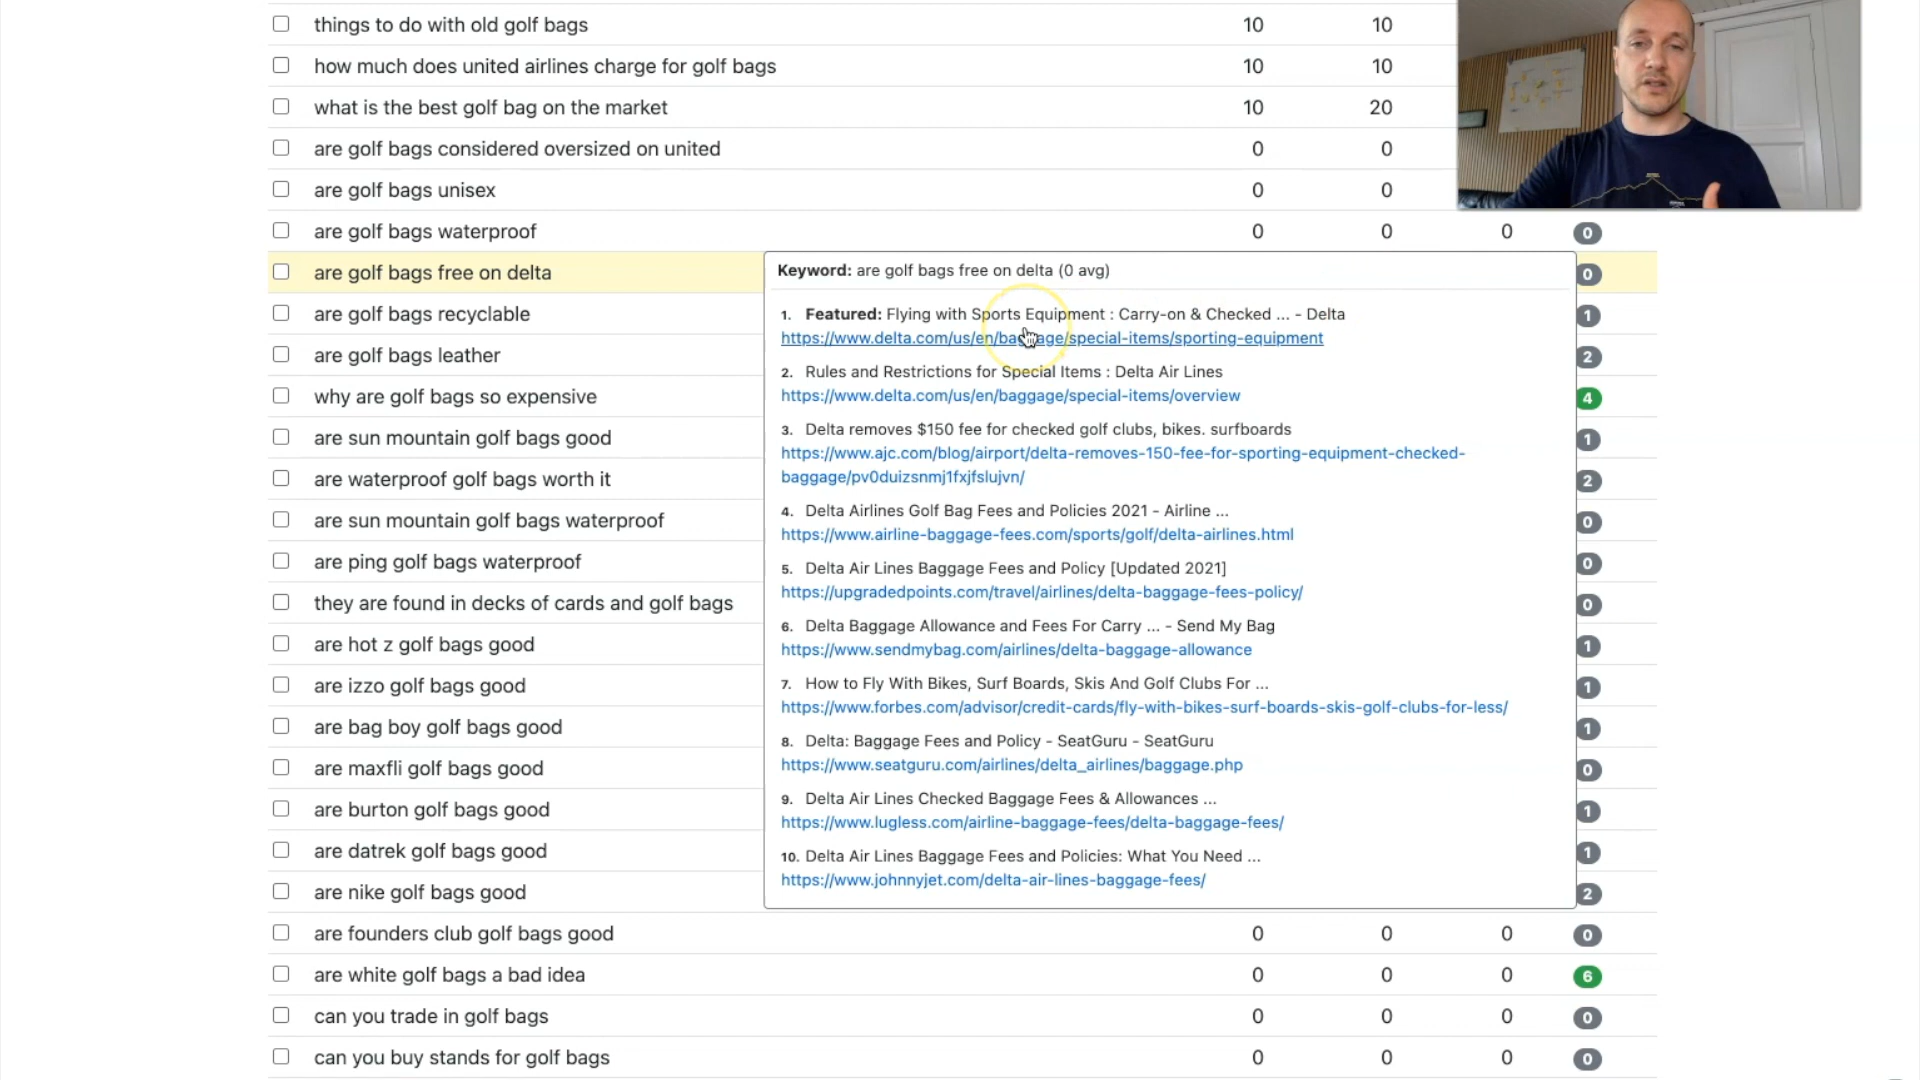 things to do with old golf bags 10 10
how much does united airlines charge for golf bags 10 10
what is the best golf bag on the market 10 20
are golf bags considered oversized on united 0 0
are golf bags unisex 0 0
are golf bags waterproof 0 0 0 0
are golf bags free on delta 0
Keyword: are golf bags free on delta (0 avg)
1. Featured: Flying with Sports Equipment : Carry-on & Checked ... - Delta
https://www.delta.com/us/en/baggage/special-items/sporting-equipment
2. Rules and Restrictions for Special Items : Delta Air Lines
https://www.delta.com/us/en/baggage/special-items/overview
3. Delta removes $150 fee for checked golf clubs, bikes. surfboards
https://www.ajc.com/blog/airport/delta-removes-150-fee-for-sporting-equipment-checked-
baggage/pv0duizsnmj1fxjfslujvn/
4. Delta Airlines Golf Bag Fees and Policies 2021 - Airline ...
https://www.airline-baggage-fees.com/sports/golf/delta-airlines.html
5. Delta Air Lines Baggage Fees and Policy [Updated 2021]
https://upgradedpoints.com/travel/airlines/delta-baggage-fees-policy/
6. Delta Baggage Allowance and Fees For Carry ... - Send My Bag
https://www.sendmybag.com/airlines/delta-baggage-allowance
7. How to Fly With Bikes, Surf Boards, Skis And Golf Clubs For ...
https://www.forbes.com/advisor/credit-cards/fly-with-bikes-surf-boards-skis-golf-clubs-for-less/
8. Delta: Baggage Fees and Policy - SeatGuru - SeatGuru
https://www.seatguru.com/airlines/delta_airlines/baggage.php
9. Delta Air Lines Checked Baggage Fees & Allowances ...
https://www.lugless.com/airline-baggage-fees/delta-baggage-fees/
10. Delta Air Lines Baggage Fees and Policies: What You Need ...
https://www.johnnyjet.com/delta-air-lines-baggage-fees/
are golf bags recyclable 1
are golf bags leather 2
why are golf bags so expensive 4
are sun mountain golf bags good 1
are waterproof golf bags worth it 2
are sun mountain golf bags waterproof 0
are ping golf bags waterproof 0
they are found in decks of cards and golf bags 0
are hot z golf bags good 1
are izzo golf bags good 1
are bag boy golf bags good 1
are maxfli golf bags good 0
are burton golf bags good 1
are datrek golf bags good 1
are nike golf bags good 2
are founders club golf bags good 0 0 0 0
are white golf bags a bad idea 0 0 0 6
can you trade in golf bags 0 0 0 0
can you buy stands for golf bags 0 0 0 0